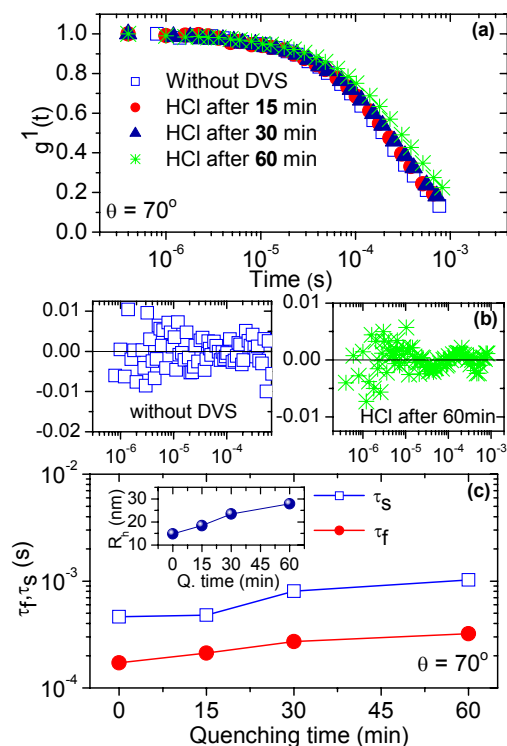 (a)
1.0
0.8
0.6
0.4
0.2
0.0
g¹(t)
Without DVS
HCl after 15 min
HCl after 30 min
HCl after 60 min
θ = 70°
10⁻⁶ 10⁻⁵ 10⁻⁴ 10⁻³
Time (s)
0.01
0.00
-0.01
-0.02
without DVS
10⁻⁶ 10⁻⁵ 10⁻⁴
(b)
0.01
0.00
0.01
HCl after 60min
10⁻⁶ 10⁻⁵ 10⁻⁴ 10⁻³
(c)
10⁻²
10⁻³
10⁻⁴
τf,τs (s)
Rh (nm)
30
20
10
0 15 30 45 60
Q. time (min)
τs
τf
θ = 70°
0 15 30 45 60
Quenching time (min)